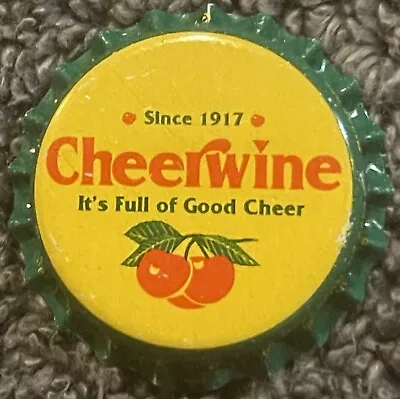 Since 1917
Cheerwine
It's Full of Good Cheer